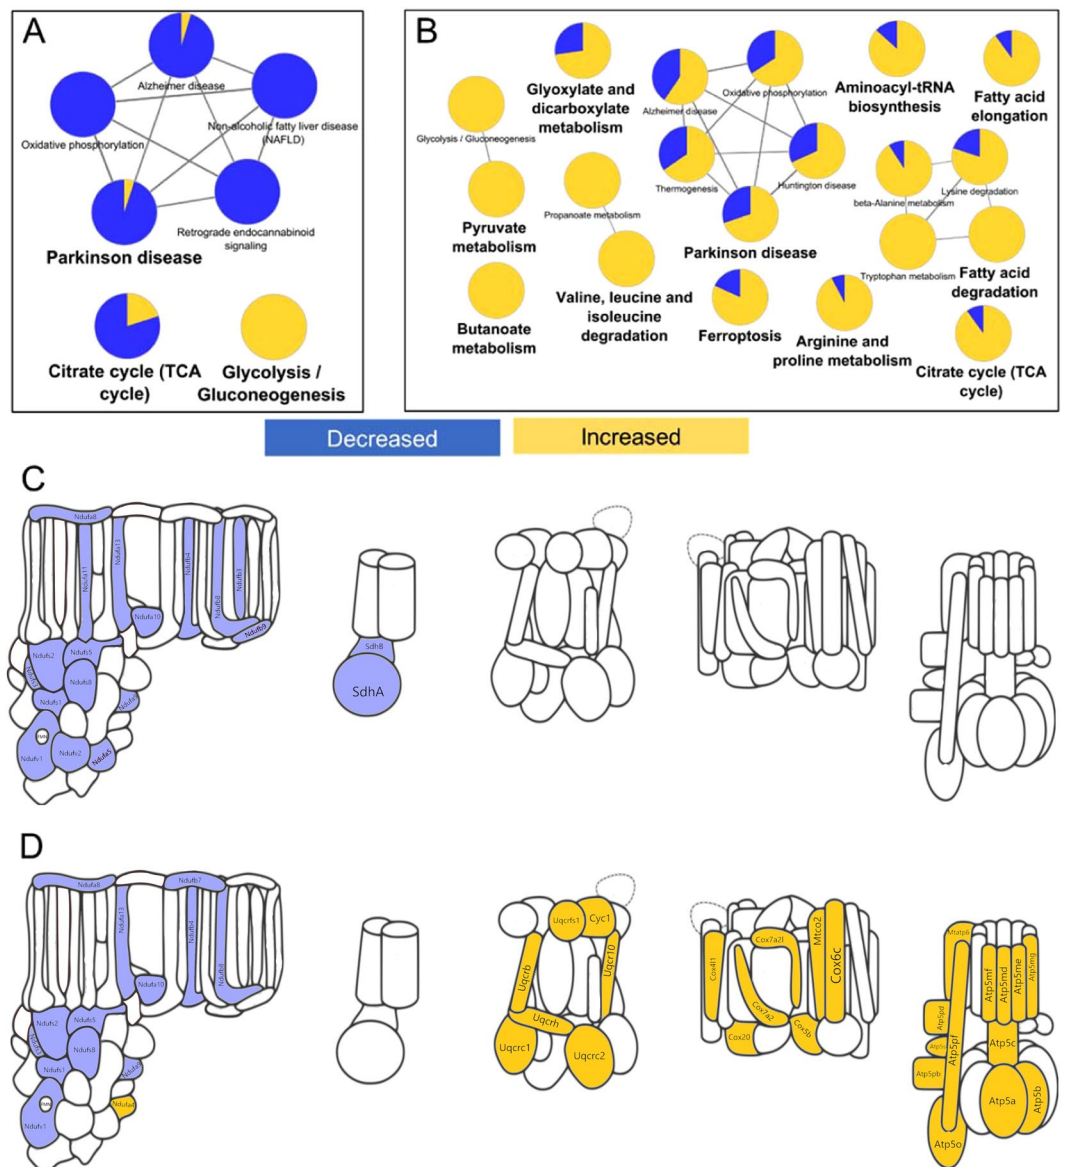 A
Alzheimer disease
Non-alcoholic fatty liver disease
(NAFLD)
Oxidative phosphorylation
Retrograde endocannabinoid
signaling
Parkinson disease
Citrate cycle (TCA
cycle)
Glycolysis /
Gluconeogenesis
B
Glyoxylate and
dicarboxylate
metabolism
Glycolysis / Gluconeogenesis
Pyruvate
metabolism
Propanoate metabolism
Valine, leucine and
isoleucine
degradation
Butanoate
metabolism
Alzheimer disease
Oxidative phosphorylation
Thermogenesis
Huntington disease
Parkinson disease
Ferroptosis
Aminoacyl-tRNA
biosynthesis
Fatty acid
elongation
beta-Alanine metabolism
Lysine degradation
Tryptophan metabolism
Fatty acid
degradation
Arginine and
proline metabolism
Citrate cycle (TCA
cycle)
Decreased
Increased
C
Ndufa8
Ndufa11
Ndufa13
Ndufb4
Ndufb8
Ndufb3
Ndufb9
Ndufa10
Ndufs2
Ndufs5
Ndufs8
Ndufs1
FMN
Ndufv1
Ndufv2
Ndufa5
SdhB
SdhA
D
Ndufa8
Ndufb7
Ndufa13
Ndufb4
Ndufb8
Ndufa10
Ndufs2
Ndufs5
Ndufs8
Ndufs1
FMN
Ndufv1
Ndufa4
Uqcrfs1
Cyc1
Uqcrb
Uqcr10
Uqcrh
Uqcrc1
Uqcrc2
Cox4l1
Cox7a2l
Mtco2
Cox6c
Cox7a2
Cox20
Cox5b
Mtatp6
Atp5mf
Atp5md
Atp5me
Atp5mg
Atp5pd
Atp5pf
Atp5pb
Atp5c
Atp5a
Atp5b
Atp5o